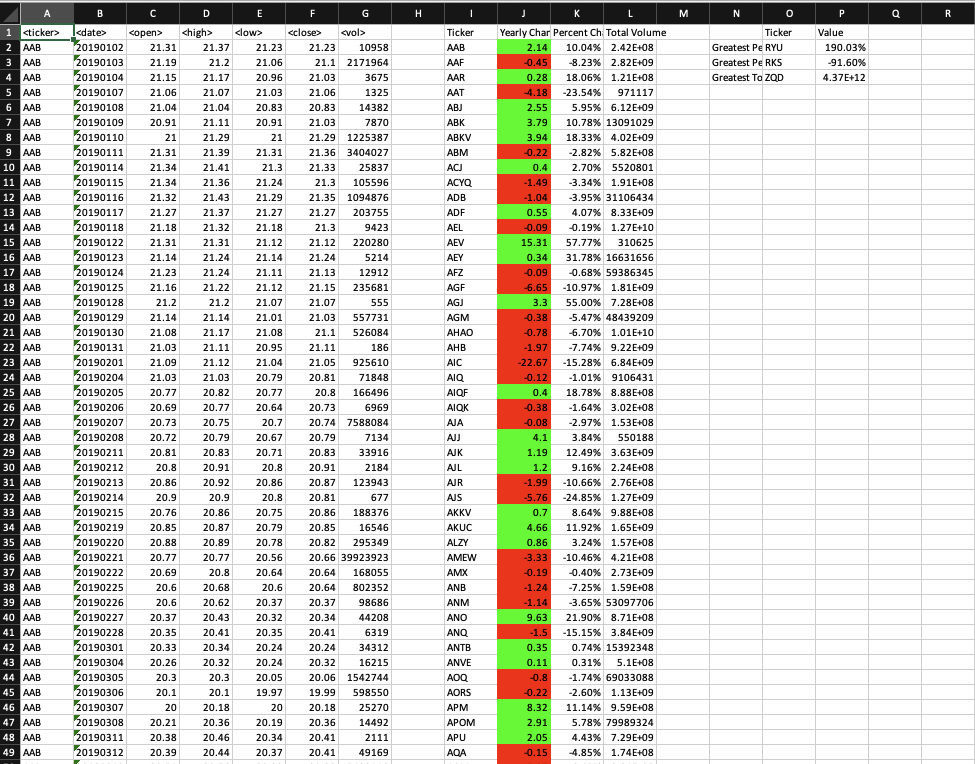 A B C D E F G H I J K L M N O P Q R
1 <ticker> <date> <open> <high> <low> <close> <vol> Ticker Yearly Char Percent Ch Total Volume Ticker Value
2 AAB 20190102 21.31 21.37 21.23 21.23 10958 AAB 2.14 10.04% 2.42E+08 Greatest Pe RYU 190.03%
3 AAB 20190103 21.19 21.2 21.06 21.1 2171964 AAF -0.45 -8.23% 2.82E+09 Greatest Pe RKS -91.60%
4 AAB 20190104 21.15 21.17 20.96 21.03 3675 AAR 0.28 18.06% 1.21E+08 Greatest To ZQD 4.37E+12
5 AAB 20190107 21.06 21.07 21.03 21.06 1325 AAT -4.18 -23.54% 971117
6 AAB 20190108 21.04 21.04 20.83 20.83 14382 ABJ 2.55 5.95% 6.12E+09
7 AAB 20190109 20.91 21.11 20.91 21.03 7870 ABK 3.79 10.78% 13091029
8 AAB 20190110 21 21.29 21 21.29 1225387 ABKV 3.94 18.33% 4.02E+09
9 AAB 20190111 21.31 21.39 21.31 21.36 3404027 ABM -0.22 -2.82% 5.82E+08
10 AAB 20190114 21.34 21.41 21.3 21.33 25837 ACJ 0.4 2.70% 5520801
11 AAB 20190115 21.34 21.36 21.24 21.3 105596 ACYQ -1.49 -3.34% 1.91E+08
12 AAB 20190116 21.32 21.43 21.29 21.35 1094876 ADB -1.04 -3.95% 31106434
13 AAB 20190117 21.27 21.37 21.27 21.27 203755 ADF 0.55 4.07% 8.33E+09
14 AAB 20190118 21.18 21.32 21.18 21.3 9423 AEL -0.09 -0.19% 1.27E+10
15 AAB 20190122 21.31 21.31 21.12 21.12 220280 AEV 15.31 57.77% 310625
16 AAB 20190123 21.14 21.24 21.14 21.24 5214 AEY 0.34 31.78% 16631656
17 AAB 20190124 21.23 21.24 21.11 21.13 12912 AFZ -0.09 -0.68% 59386345
18 AAB 20190125 21.16 21.22 21.12 21.15 235681 AGF -6.65 -10.97% 1.81E+09
19 AAB 20190128 21.2 21.2 21.07 21.07 555 AGJ 3.3 55.00% 7.28E+08
20 AAB 20190129 21.14 21.14 21.01 21.03 557731 AGM -0.38 -5.47% 48439209
21 AAB 20190130 21.08 21.17 21.08 21.1 526084 AHAO -0.78 -6.70% 1.01E+10
22 AAB 20190131 21.03 21.11 20.95 21.11 186 AHB -1.97 -7.74% 9.22E+09
23 AAB 20190201 21.09 21.12 21.04 21.05 925610 AIC -22.67 -15.28% 6.84E+09
24 AAB 20190204 21.03 21.03 20.79 20.81 71848 AIQ -0.12 -1.01% 9106431
25 AAB 20190205 20.77 20.82 20.77 20.8 166496 AIQF 0.4 18.78% 8.88E+08
26 AAB 20190206 20.69 20.77 20.64 20.73 6969 AIQK -0.38 -1.64% 3.02E+08
27 AAB 20190207 20.73 20.75 20.7 20.74 7588084 AJA -0.08 -2.97% 1.53E+08
28 AAB 20190208 20.72 20.79 20.67 20.79 7134 AJJ 4.1 3.84% 550188
29 AAB 20190211 20.81 20.83 20.71 20.83 33916 AJK 1.19 12.49% 3.63E+09
30 AAB 20190212 20.8 20.91 20.8 20.91 2184 AJL 1.2 9.16% 2.24E+08
31 AAB 20190213 20.86 20.92 20.86 20.87 123943 AJR -1.99 -10.66% 2.76E+08
32 AAB 20190214 20.9 20.9 20.8 20.81 677 AJS -5.76 -24.85% 1.27E+09
33 AAB 20190215 20.76 20.86 20.75 20.86 188376 AKKV 0.7 8.64% 9.88E+08
34 AAB 20190219 20.85 20.87 20.79 20.85 16546 AKUC 4.66 11.92% 1.65E+09
35 AAB 20190220 20.88 20.89 20.78 20.82 295349 ALZY 0.86 3.24% 1.57E+08
36 AAB 20190221 20.77 20.77 20.56 20.66 39923923 AMEW -3.33 -10.46% 4.21E+08
37 AAB 20190222 20.69 20.8 20.64 20.64 168055 AMX -0.19 -0.40% 2.73E+09
38 AAB 20190225 20.6 20.68 20.6 20.64 802352 ANB -1.24 -7.25% 1.59E+08
39 AAB 20190226 20.6 20.62 20.37 20.37 98686 ANM -1.14 -3.65% 53097706
40 AAB 20190227 20.37 20.43 20.32 20.34 44208 ANO 9.63 21.90% 8.71E+08
41 AAB 20190228 20.35 20.41 20.35 20.41 6319 ANQ -1.5 -15.15% 3.84E+09
42 AAB 20190301 20.33 20.34 20.24 20.24 34312 ANTB 0.35 0.74% 15392348
43 AAB 20190304 20.26 20.32 20.24 20.32 16215 ANVE 0.11 0.31% 5.1E+08
44 AAB 20190305 20.3 20.3 20.05 20.06 1542744 AOQ -0.8 -1.74% 69033088
45 AAB 20190306 20.1 20.1 19.97 19.99 598550 AORS -0.22 -2.60% 1.13E+09
46 AAB 20190307 20 20.18 20 20.18 25270 APM 8.32 11.14% 9.59E+08
47 AAB 20190308 20.21 20.36 20.19 20.36 14492 APOM 2.91 5.78% 79989324
48 AAB 20190311 20.38 20.46 20.34 20.41 2111 APU 2.05 4.43% 7.29E+09
49 AAB 20190312 20.39 20.44 20.37 20.41 49169 AQA -0.15 -4.85% 1.74E+08